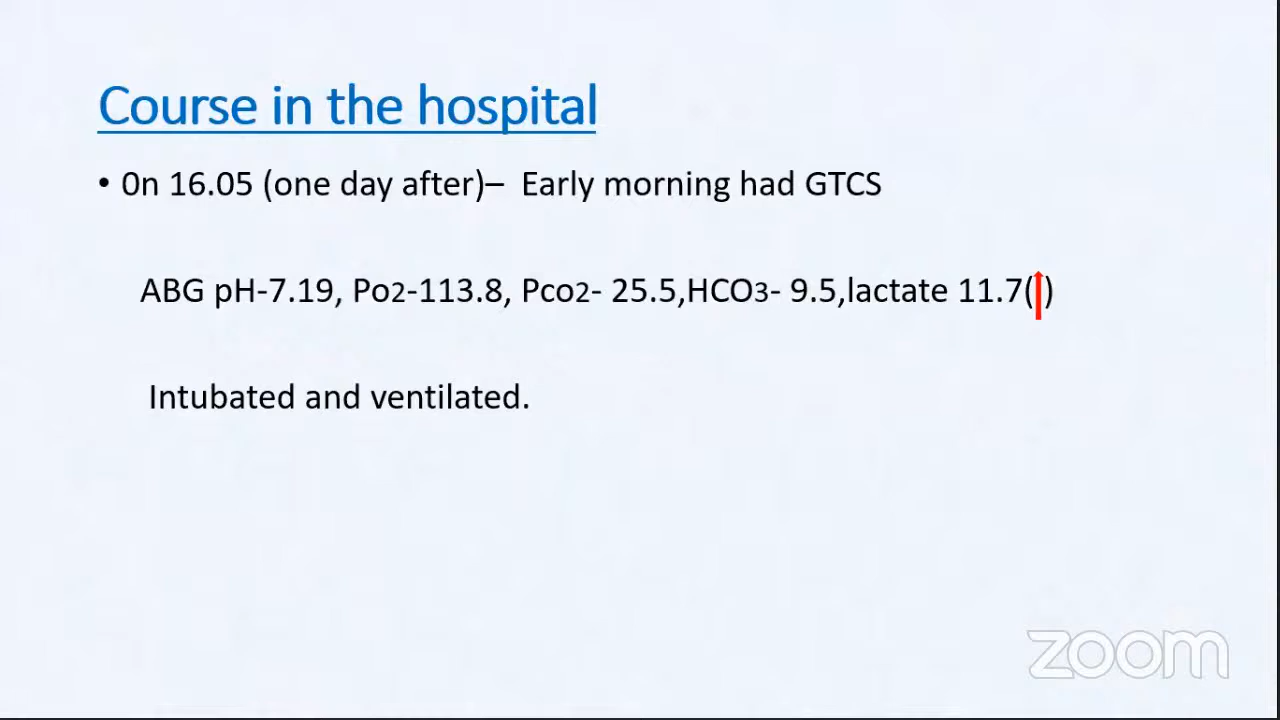 Course in the hospital
• 0n 16.05 (one day after)– Early morning had GTCS
ABG pH-7.19, Po2-113.8, Pco2- 25.5,HCO3- 9.5,lactate 11.7(↑)
Intubated and ventilated.
zoom